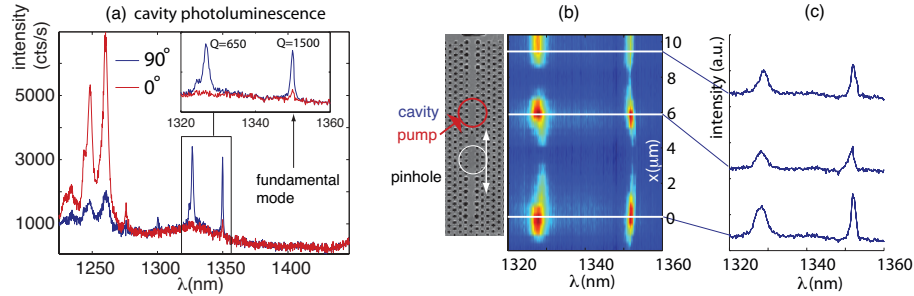 (a) cavity photoluminescence
intensity
(cts/s)
90°
0°
Q=650
Q=1500
1320 1340 1360
7000
5000
3000
1000
fundamental
mode
1250 1300 1350 1400
λ(nm)
(b)
cavity
pump
pinhole
10
8
6
4
2
0
x(μm)
1320 1340 1360
λ(nm)
(c)
intensity (a.u.)
1320 1340 1360
λ(nm)